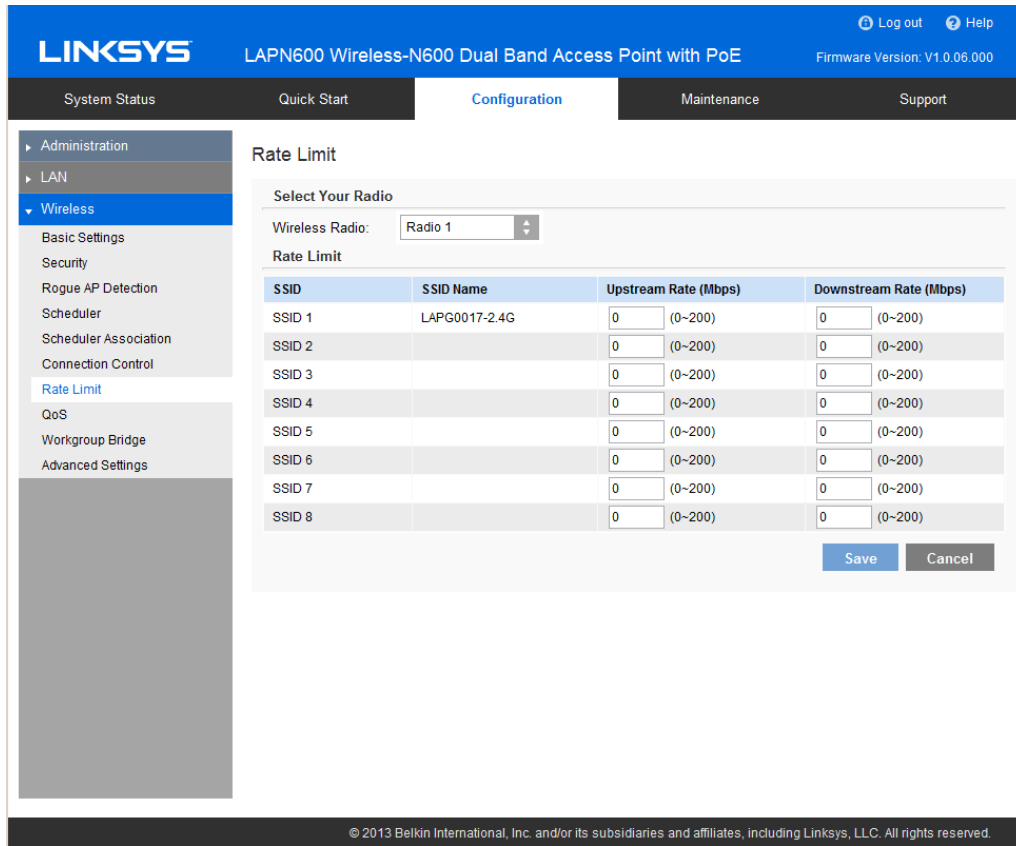 Log out Help
LINKSYS LAPN600 Wireless-N600 Dual Band Access Point with PoE Firmware Version: V1.0.06.000
System Status Quick Start Configuration Maintenance Support
Administration
LAN
Wireless
Basic Settings
Security
Rogue AP Detection
Scheduler
Scheduler Association
Connection Control
Rate Limit
QoS
Workgroup Bridge
Advanced Settings
Rate Limit
Select Your Radio
Wireless Radio: Radio 1
Rate Limit
SSID SSID Name Upstream Rate (Mbps) Downstream Rate (Mbps)
SSID 1 LAPG0017-2.4G 0 (0~200) 0 (0~200)
SSID 2 0 (0~200) 0 (0~200)
SSID 3 0 (0~200) 0 (0~200)
SSID 4 0 (0~200) 0 (0~200)
SSID 5 0 (0~200) 0 (0~200)
SSID 6 0 (0~200) 0 (0~200)
SSID 7 0 (0~200) 0 (0~200)
SSID 8 0 (0~200) 0 (0~200)
Save Cancel
© 2013 Belkin International, Inc. and/or its subsidiaries and affiliates, including Linksys, LLC. All rights reserved.